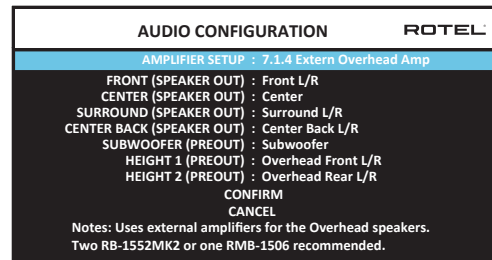 AUDIO CONFIGURATION ROTEL
AMPLIFIER SETUP : 7.1.4 Extern Overhead Amp
FRONT (SPEAKER OUT) : Front L/R
CENTER (SPEAKER OUT) : Center
SURROUND (SPEAKER OUT) : Surround L/R
CENTER BACK (SPEAKER OUT) : Center Back L/R
SUBWOOFER (PREOUT) : Subwoofer
HEIGHT 1 (PREOUT) : Overhead Front L/R
HEIGHT 2 (PREOUT) : Overhead Rear L/R
CONFIRM
CANCEL
Notes: Uses external amplifiers for the Overhead speakers.
Two RB-1552MK2 or one RMB-1506 recommended.